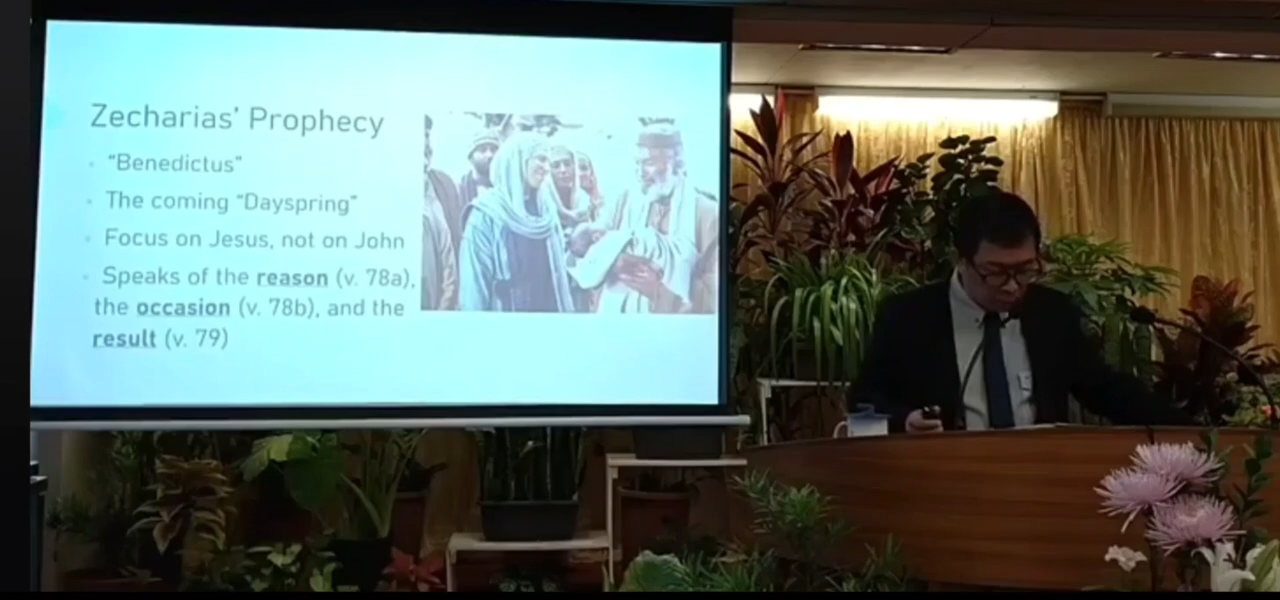 Zecharias’ Prophecy
“Benedictus”
The coming “Dayspring”
Focus on Jesus, not on John
Speaks of the reason (v. 78a),
the occasion (v. 78b), and the
result (v. 79)